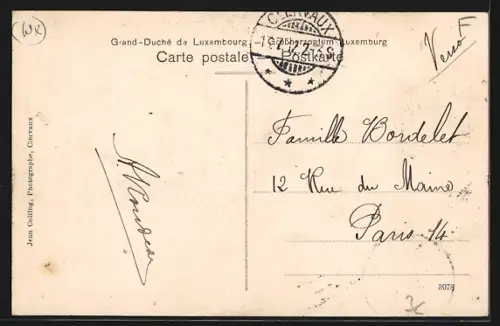 WK
CLERVAUX
Grand-Duché de Luxembourg. Grossherzogtum Luxemburg
Carte postale Postkarte
Verso F
Famille Bordelet
12 Rue du Maine
Paris. 14.
Jean Colling, Photographe, Clervaux
3078